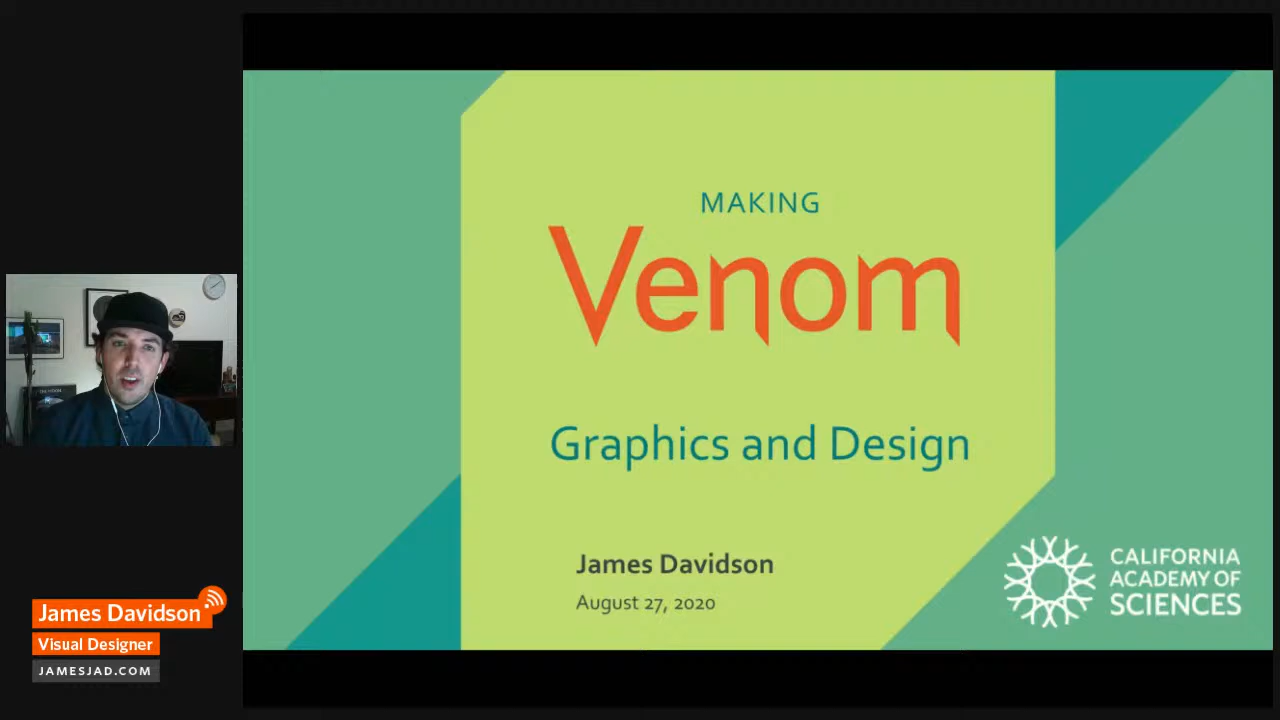 MAKING
Venom
Graphics and Design
James Davidson
August 27, 2020
CALIFORNIA
ACADEMY OF
SCIENCES
James Davidson
Visual Designer
JAMESJAD.COM